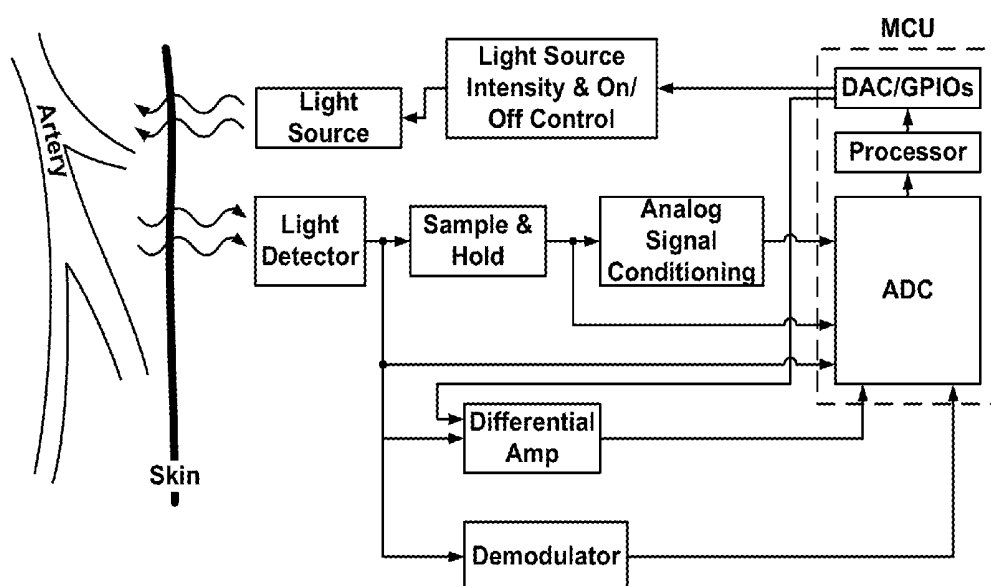 MCU
Light Source
Intensity & On/
Off Control
DAC/GPIOs
Light
Source
Artery
Processor
Light
Detector
Sample &
Hold
Analog
Signal
Conditioning
ADC
Differential
Amp
Skin
Demodulator